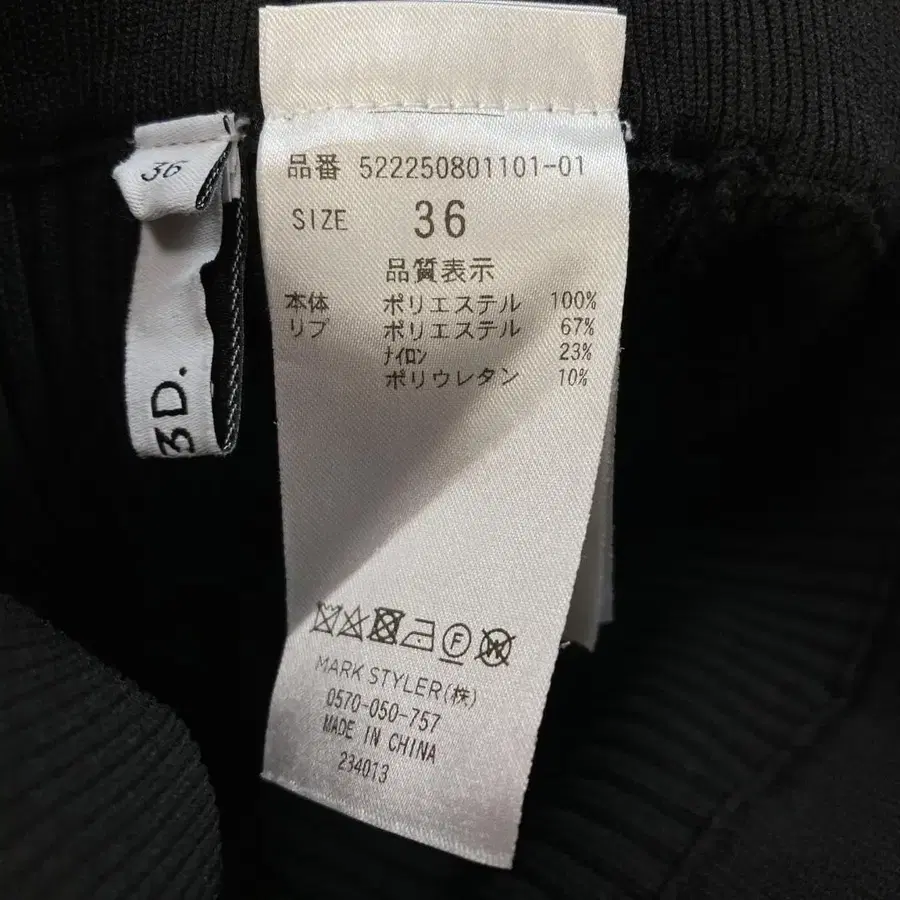 36
3D.
品番 522250801101-01
SIZE 36
品質表示
本体 ポリエステル 100%
リブ ポリエステル 67%
ﾅｲﾛﾝ 23%
ポリウレタン 10%
F W
MARK STYLER(株)
0570-050-757
MADE IN CHINA
234013